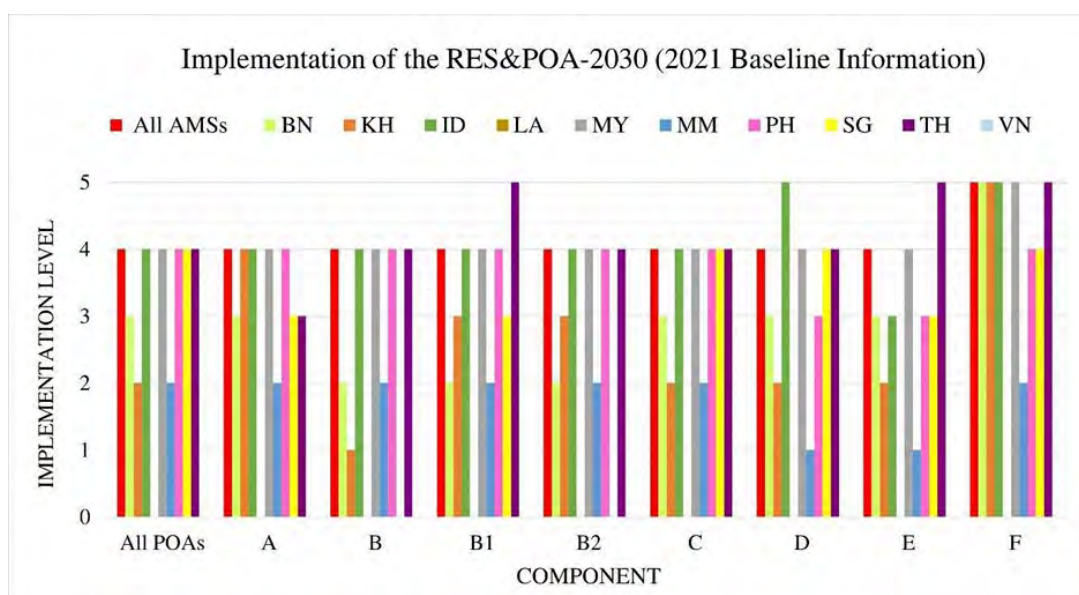 Implementation of the RES&POA-2030 (2021 Baseline Information)
All AMSs BN KH ID LA MY MM PH SG TH VN
IMPLEMENTATION LEVEL
5
4
3
2
1
0
All POAs A B B1 B2 C D E F
COMPONENT